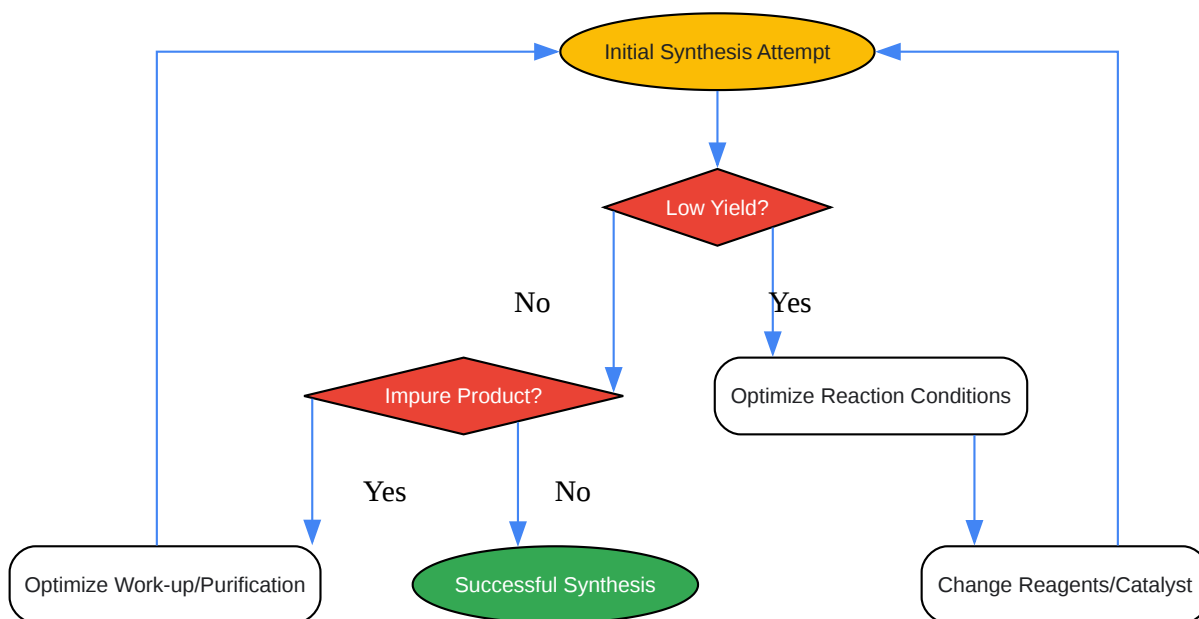 Initial Synthesis Attempt
Low Yield?
No
Yes
Impure Product?
Optimize Reaction Conditions
Yes
No
Optimize Work-up/Purification
Successful Synthesis
Change Reagents/Catalyst